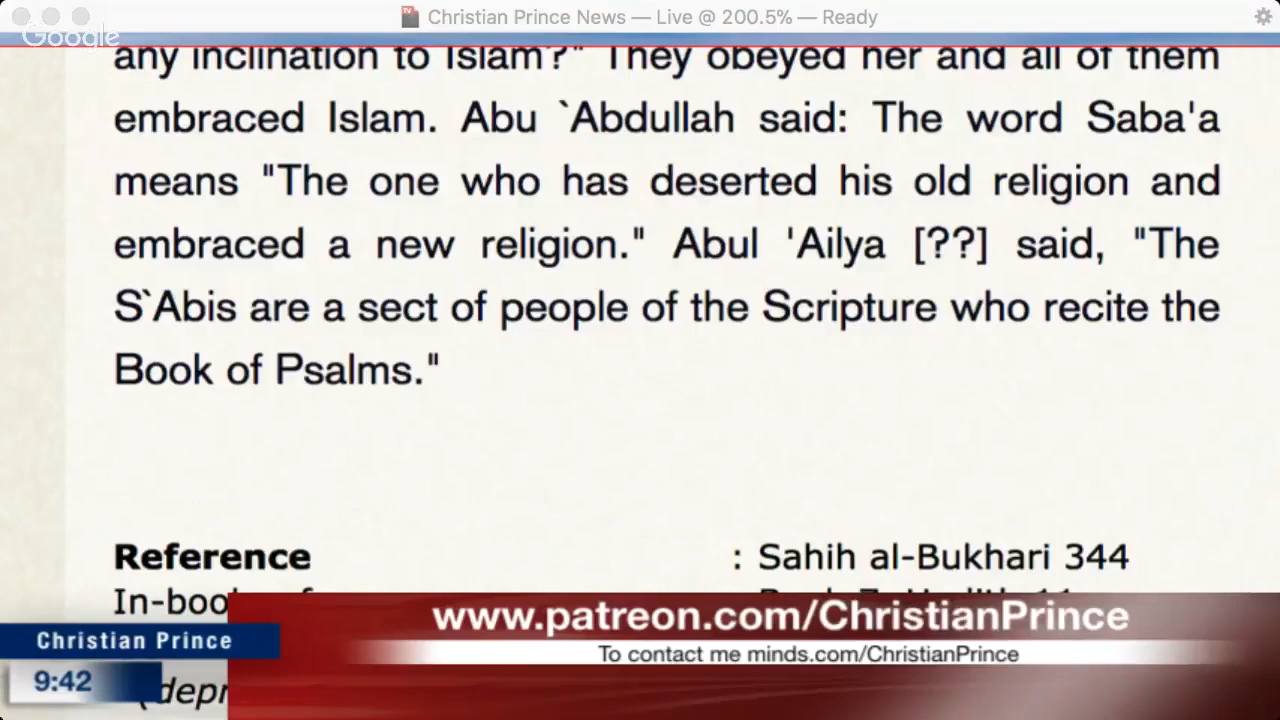 Christian Prince News — Live @ 200.5% — Ready
Google
any inclination to Islam?" They obeyed her and all of them
embraced Islam. Abu `Abdullah said: The word Saba'a
means "The one who has deserted his old religion and
embraced a new religion." Abul 'Ailya [??] said, "The
S`Abis are a sect of people of the Scripture who recite the
Book of Psalms."
Reference : Sahih al-Bukhari 344
www.patreon.com/ChristianPrince
To contact me minds.com/ChristianPrince
Christian Prince
9:42